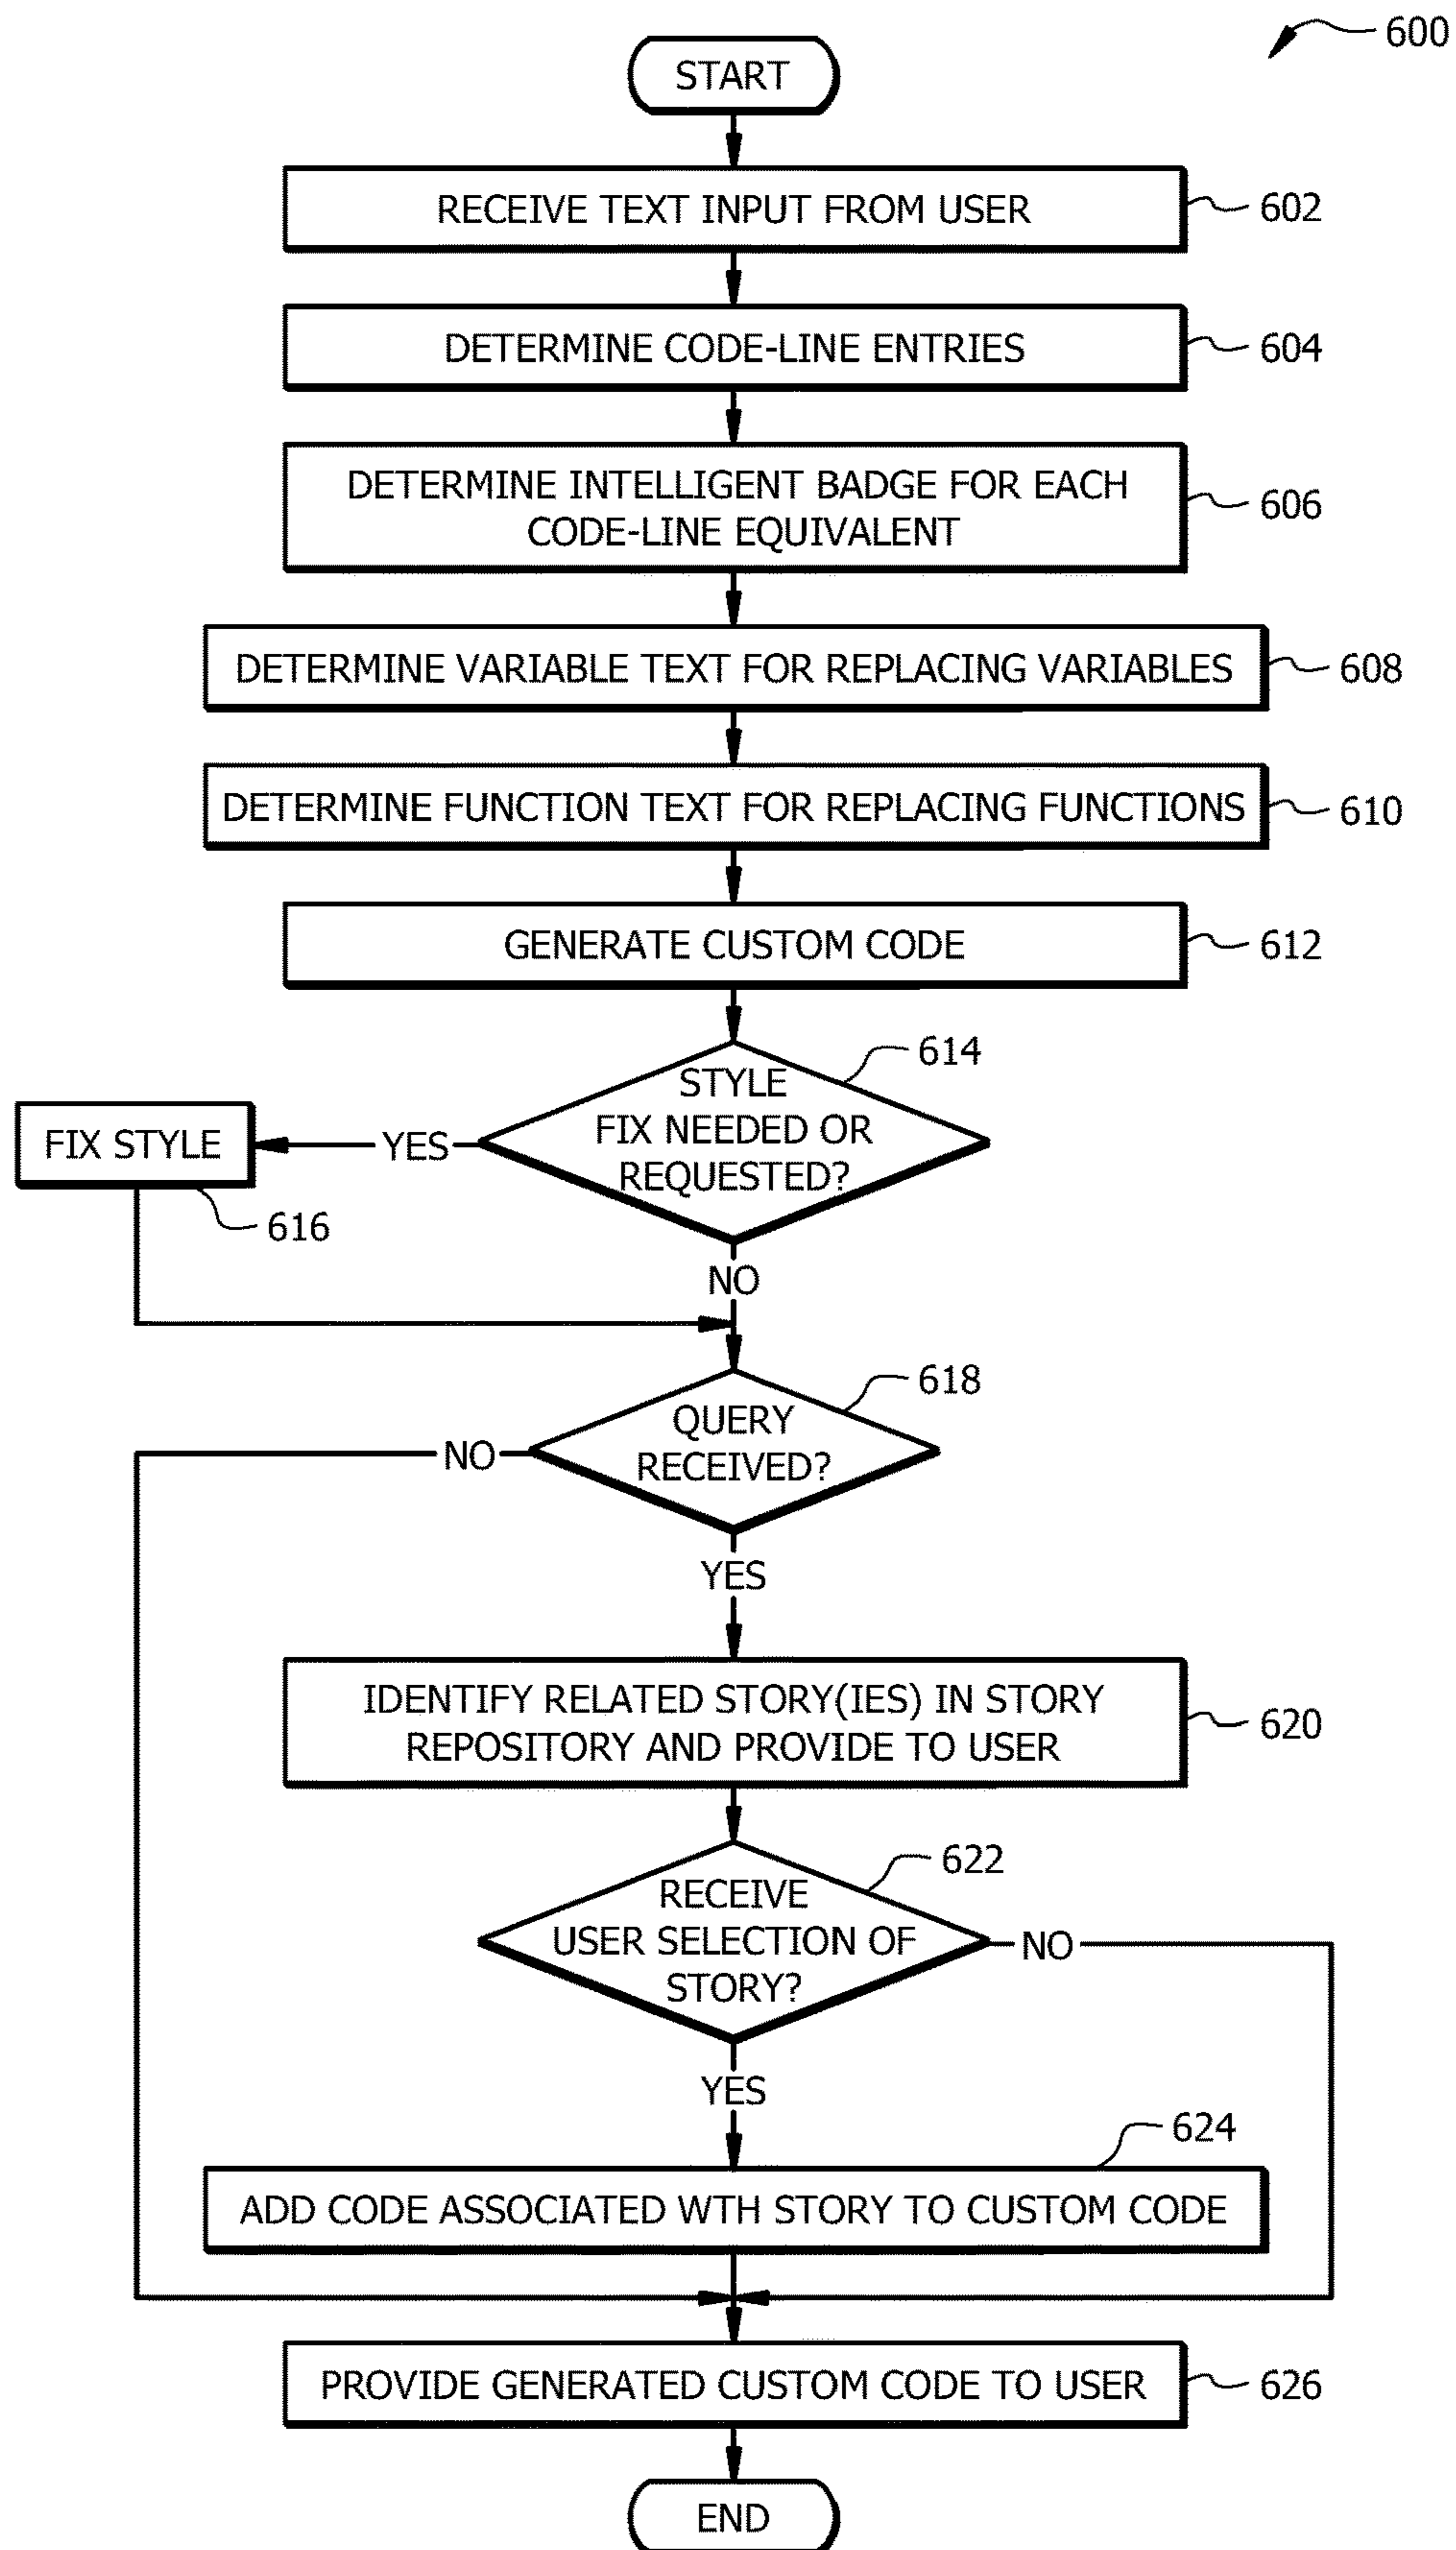 600
START
RECEIVE TEXT INPUT FROM USER
602
DETERMINE CODE-LINE ENTRIES
604
DETERMINE INTELLIGENT BADGE FOR EACH
CODE-LINE EQUIVALENT
606
DETERMINE VARIABLE TEXT FOR REPLACING VARIABLES
608
DETERMINE FUNCTION TEXT FOR REPLACING FUNCTIONS
610
GENERATE CUSTOM CODE
612
614
STYLE
FIX NEEDED OR
REQUESTED?
YES
FIX STYLE
616
NO
618
QUERY
RECEIVED?
NO
YES
IDENTIFY RELATED STORY(IES) IN STORY
REPOSITORY AND PROVIDE TO USER
620
622
RECEIVE
USER SELECTION OF
STORY?
NO
YES
624
ADD CODE ASSOCIATED WTH STORY TO CUSTOM CODE
PROVIDE GENERATED CUSTOM CODE TO USER
626
END